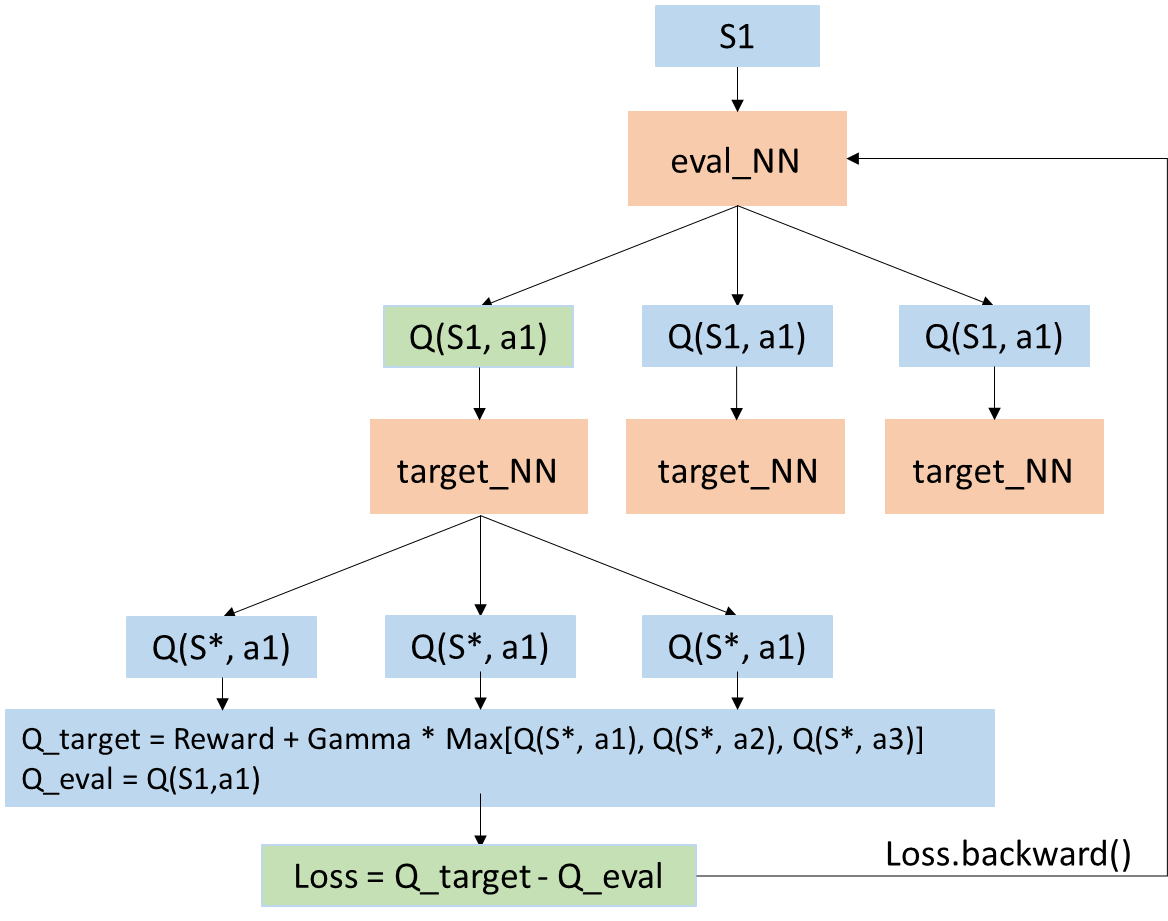 S1
eval_NN
Q(S1, a1)
Q(S1, a1)
Q(S1, a1)
target_NN
target_NN
target_NN
Q(S*, a1)
Q(S*, a1)
Q(S*, a1)
Q_target = Reward + Gamma * Max[Q(S*, a1), Q(S*, a2), Q(S*, a3)]
Q_eval = Q(S1,a1)
Loss = Q_target - Q_eval
Loss.backward()